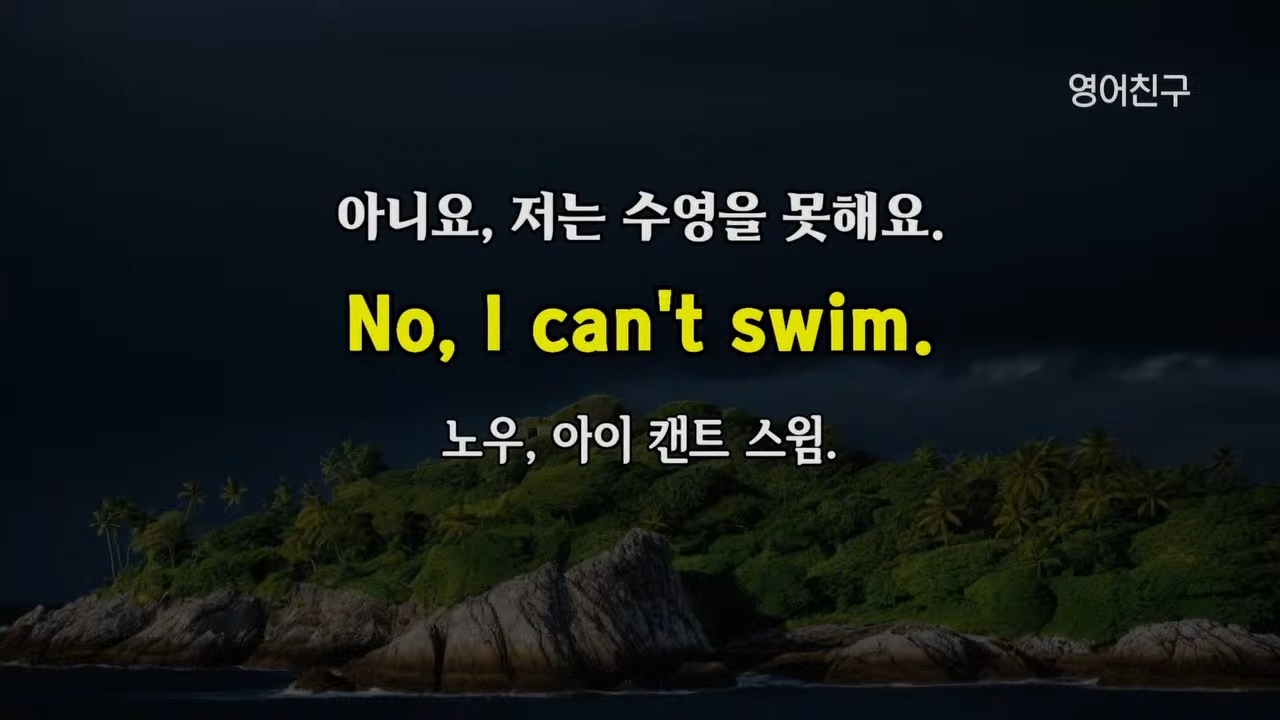 영어친구
아니요, 저는 수영을 못해요.
No, I can't swim.
노우, 아이 캔트 스윔.